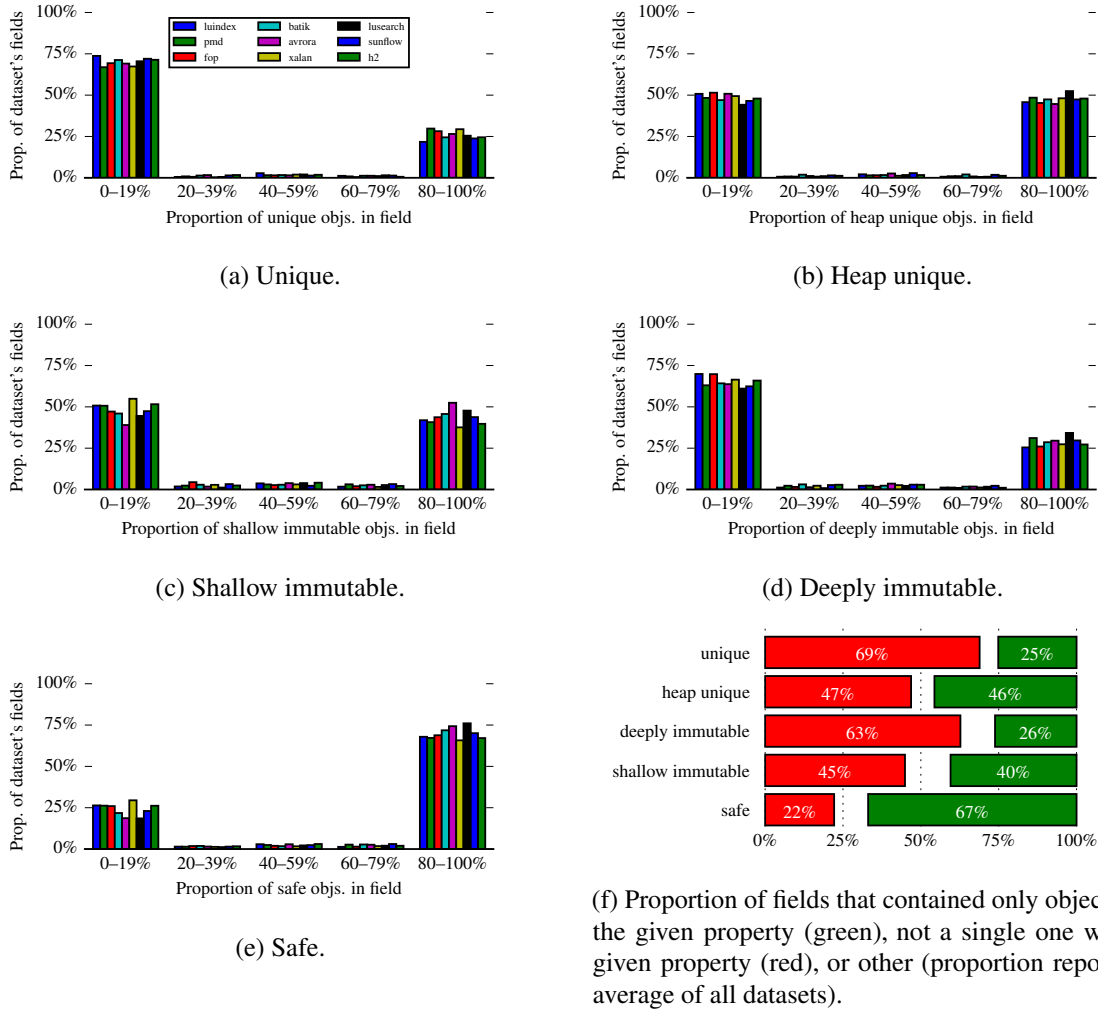 100%
75%
50%
25%
0%
Prop. of dataset's fields
luindex batik lusearch
pmd avrora sunflow
fop xalan h2
0–19% 20–39% 40–59% 60–79% 80–100%
Proportion of unique objs. in field
(a) Unique.
100%
75%
50%
25%
0%
Prop. of dataset's fields
0–19% 20–39% 40–59% 60–79% 80–100%
Proportion of heap unique objs. in field
(b) Heap unique.
100%
75%
50%
25%
0%
Prop. of dataset's fields
0–19% 20–39% 40–59% 60–79% 80–100%
Proportion of shallow immutable objs. in field
(c) Shallow immutable.
100%
75%
50%
25%
0%
Prop. of dataset's fields
0–19% 20–39% 40–59% 60–79% 80–100%
Proportion of deeply immutable objs. in field
(d) Deeply immutable.
100%
75%
50%
25%
0%
Prop. of dataset's fields
0–19% 20–39% 40–59% 60–79% 80–100%
Proportion of safe objs. in field
(e) Safe.
unique 69% 25%
heap unique 47% 46%
deeply immutable 63% 26%
shallow immutable 45% 40%
safe 22% 67%
0% 25% 50% 75% 100%
(f) Proportion of fields that contained only objec
the given property (green), not a single one w
given property (red), or other (proportion repo
average of all datasets).